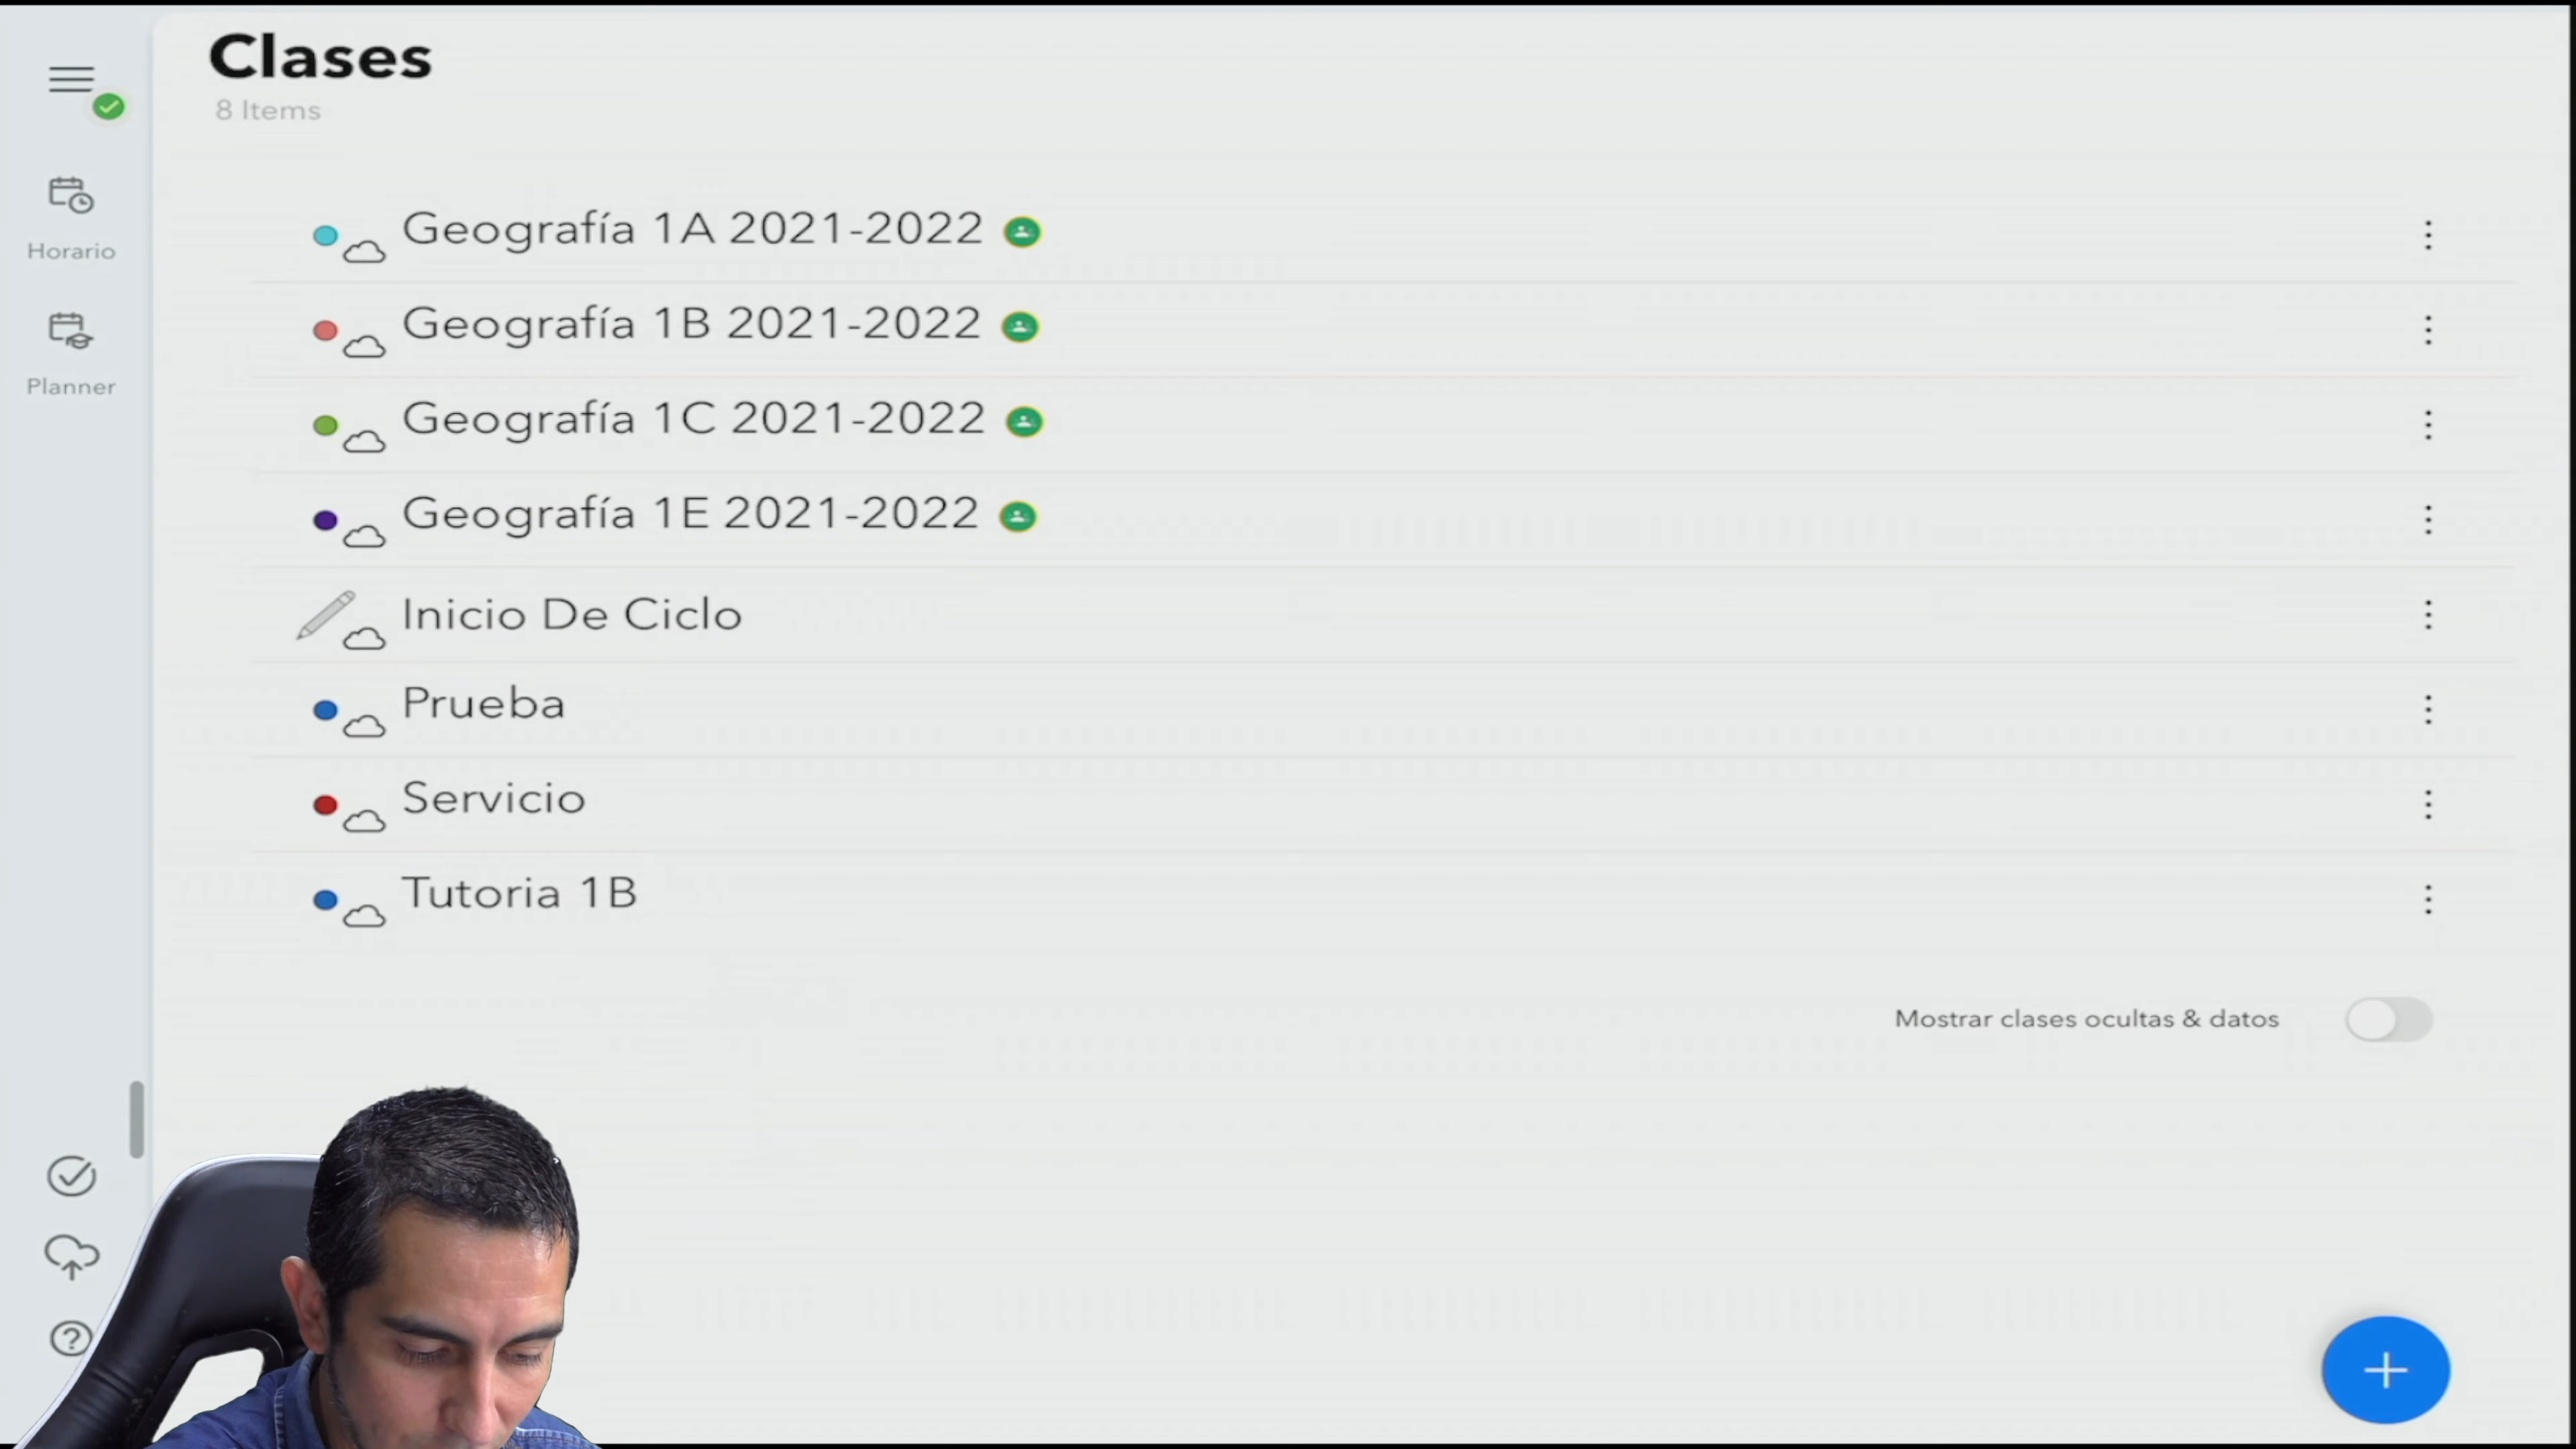 Clases
8 Items
Horario
Planner
Geografía 1A 2021-2022
Geografía 1B 2021-2022
Geografía 1C 2021-2022
Geografía 1E 2021-2022
Inicio De Ciclo
Prueba
Servicio
Tutoria 1B
Mostrar clases ocultas & datos